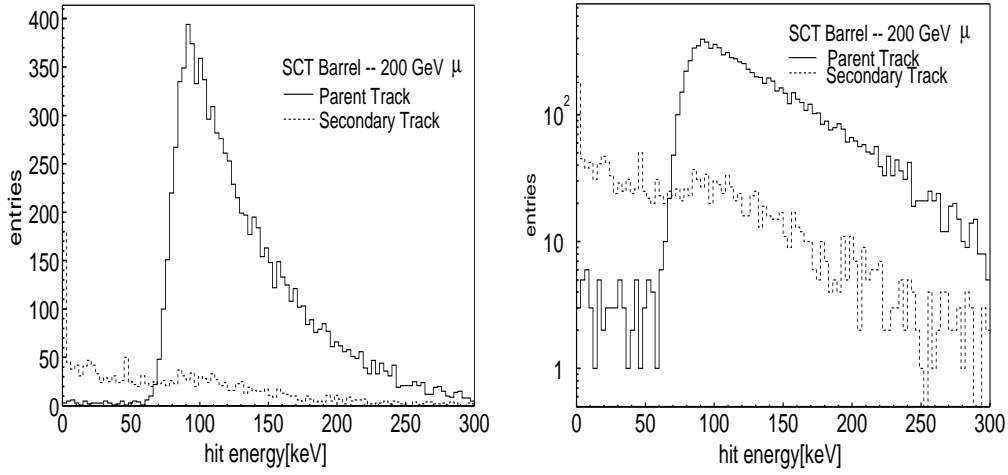 SCT Barrel -- 200 GeV μ
Parent Track
Secondary Track
entries
400
350
300
250
200
150
100
50
0
0 50 100 150 200 250 300
hit energy[keV]
SCT Barrel -- 200 GeV μ
Parent Track
Secondary Track
entries
10²
10
1
0 50 100 150 200 250 300
hit energy[keV]